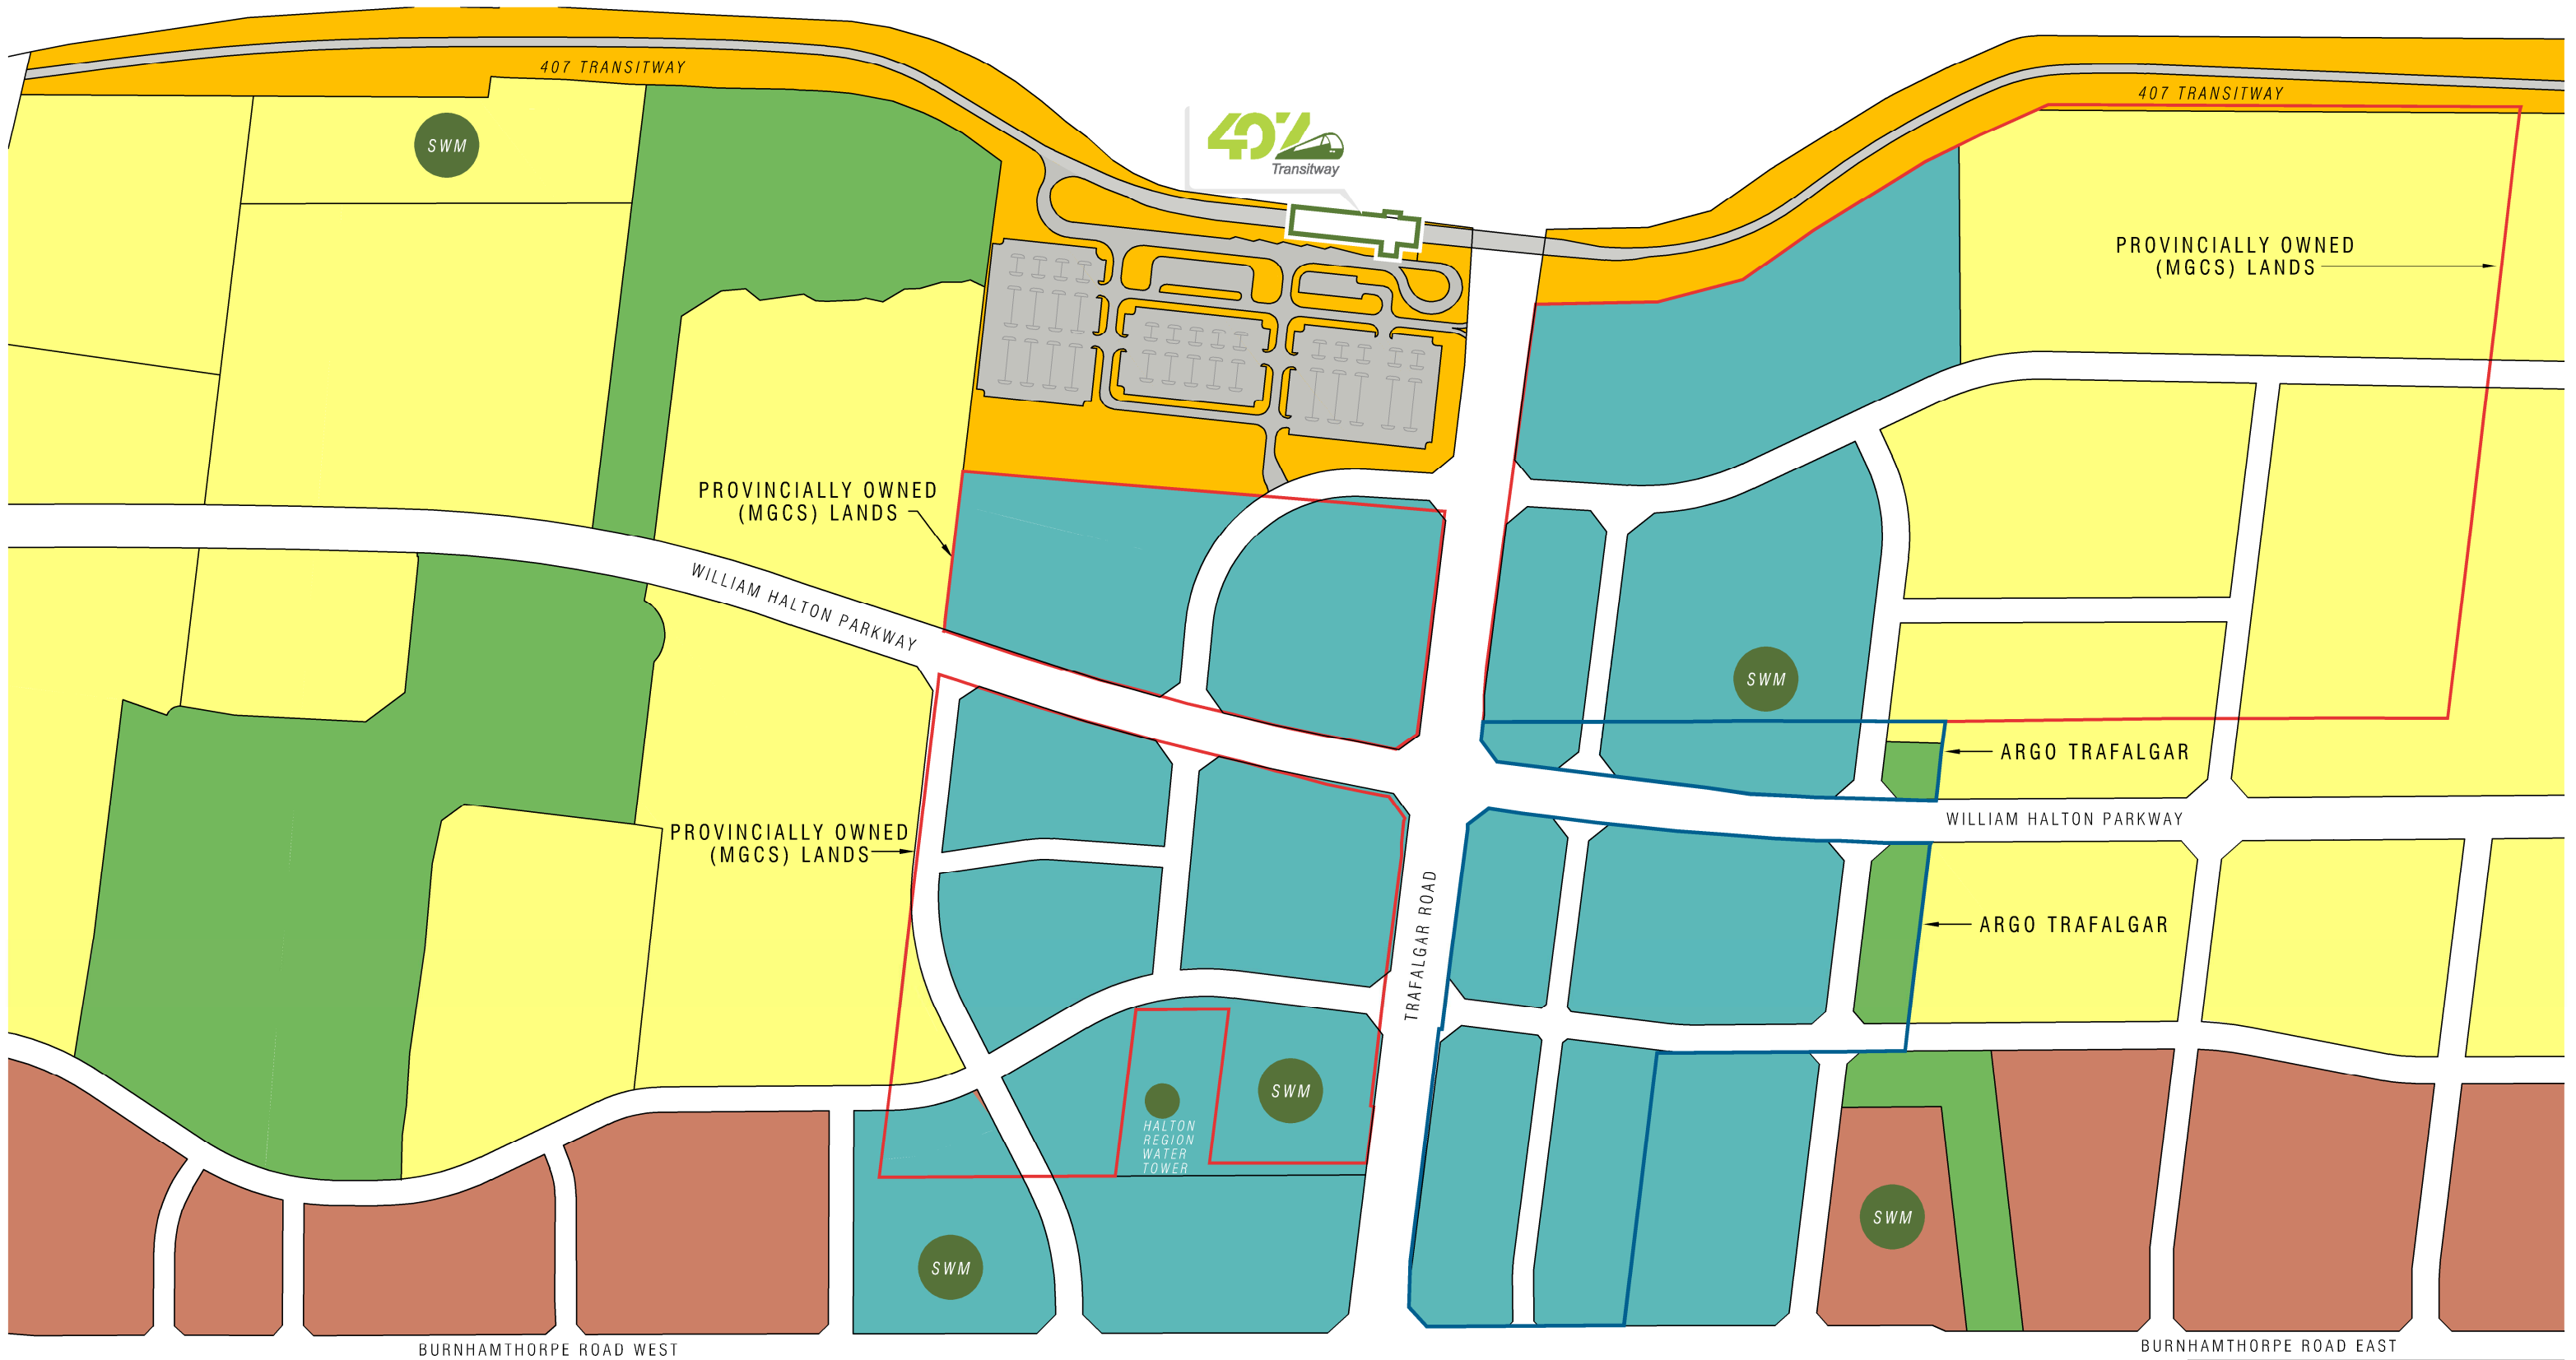 407 TRANSITWAY
407 TRANSITWAY
407
Transitway
SWM
PROVINCIALLY OWNED
(MGCS) LANDS
PROVINCIALLY OWNED
(MGCS) LANDS
WILLIAM HALTON PARKWAY
SWM
ARGO TRAFALGAR
WILLIAM HALTON PARKWAY
PROVINCIALLY OWNED
(MGCS) LANDS
TRAFALGAR ROAD
ARGO TRAFALGAR
SWM
HALTON
REGION
WATER
TOWER
SWM
SWM
BURNHAMTHORPE ROAD WEST
BURNHAMTHORPE ROAD EAST